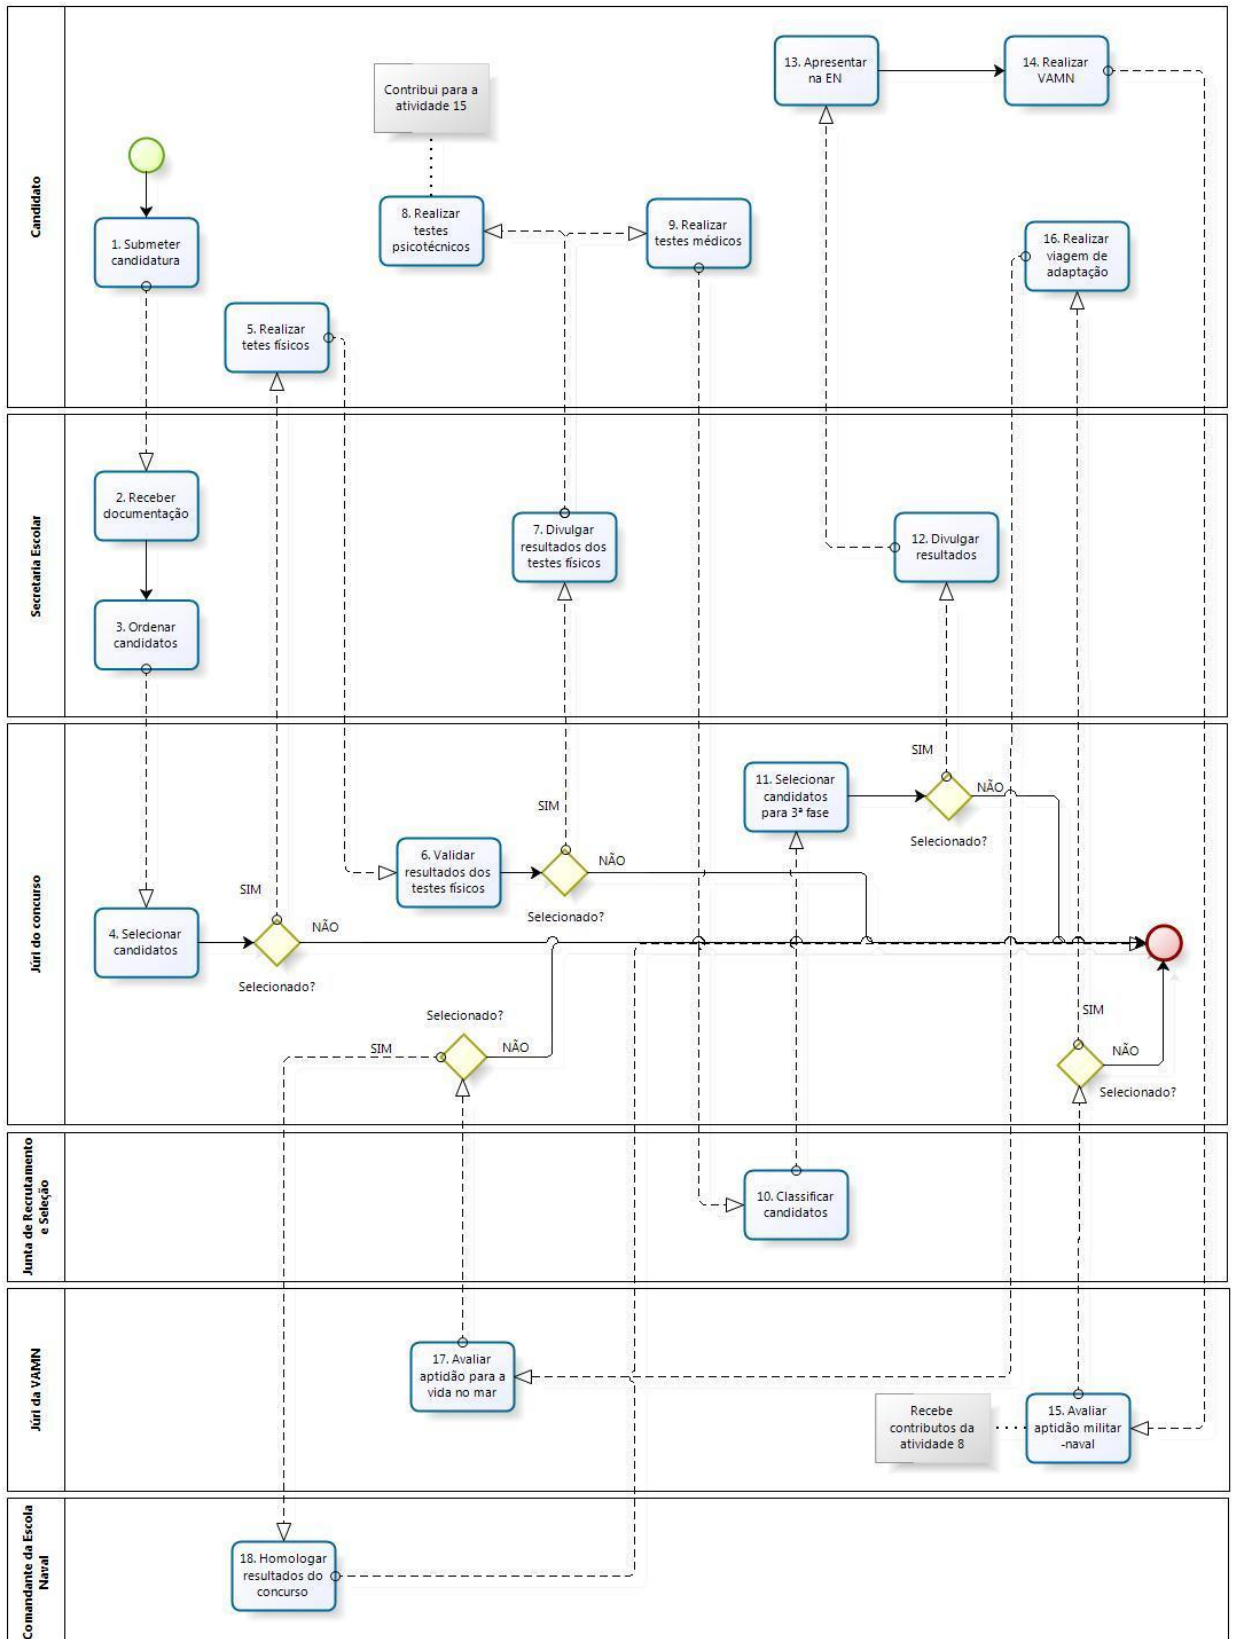 Candidato
13. Apresentar
na EN
14. Realizar
VAMN
Contribui para a
atividade 15
8. Realizar
testes
psicotécnicos
9. Realizar
testes médicos
1. Submeter
candidatura
16. Realizar
viagem de
adaptação
5. Realizar
tetes físicos
Secretaria Escolar
2. Receber
documentação
7. Divulgar
resultados dos
testes físicos
12. Divulgar
resultados
3. Ordenar
candidatos
Júri do concurso
SIM
11. Selecionar
candidatos
para 3ª fase
NÃO
Selecionado?
SIM
6. Validar
resultados dos
testes físicos
NÃO
Selecionado?
SIM
4. Selecionar
candidatos
NÃO
Selecionado?
Selecionado?
SIM
NÃO
SIM
NÃO
Selecionado?
Junta de Recrutamento
e Seleção
10. Classificar
candidatos
Júri da VAMN
17. Avaliar
aptidão para a
vida no mar
Recebe
contributos da
atividade 8
15. Avaliar
aptidão militar
-naval
Comandante da Escola
Naval
18. Homologar
resultados do
concurso